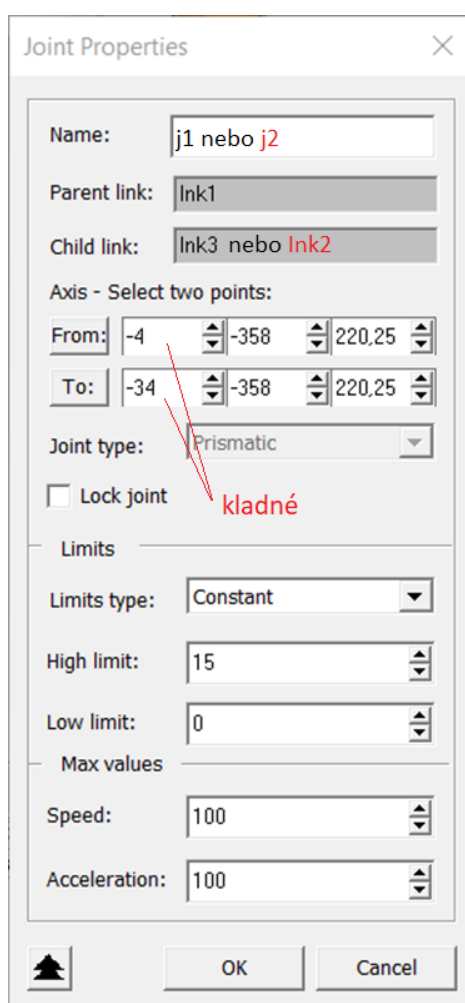 Joint Properties
Name: j1 nebo j2
Parent link: lnk1
Child link: lnk3 nebo lnk2
Axis - Select two points:
From: -4 -358 220,25
To: -34 -358 220,25
Joint type: Prismatic
Lock joint
kladné
Limits
Limits type: Constant
High limit: 15
Low limit: 0
Max values
Speed: 100
Acceleration: 100
OK Cancel